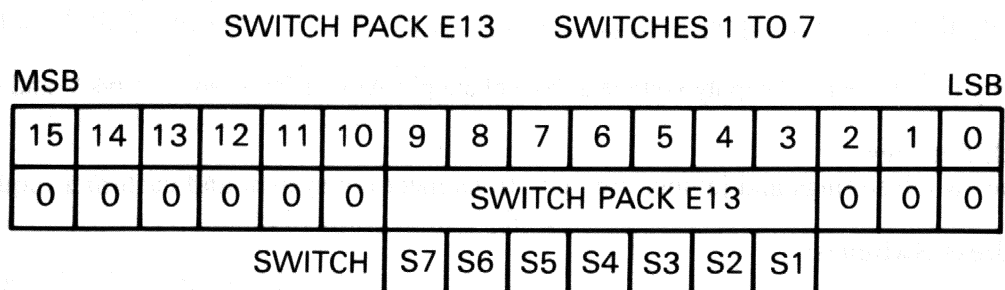 SWITCH PACK E13 SWITCHES 1 TO 7
MSB LSB
15 14 13 12 11 10 9 8 7 6 5 4 3 2 1 0
0 0 0 0 0 0 SWITCH PACK E13 0 0 0
SWITCH S7 S6 S5 S4 S3 S2 S1